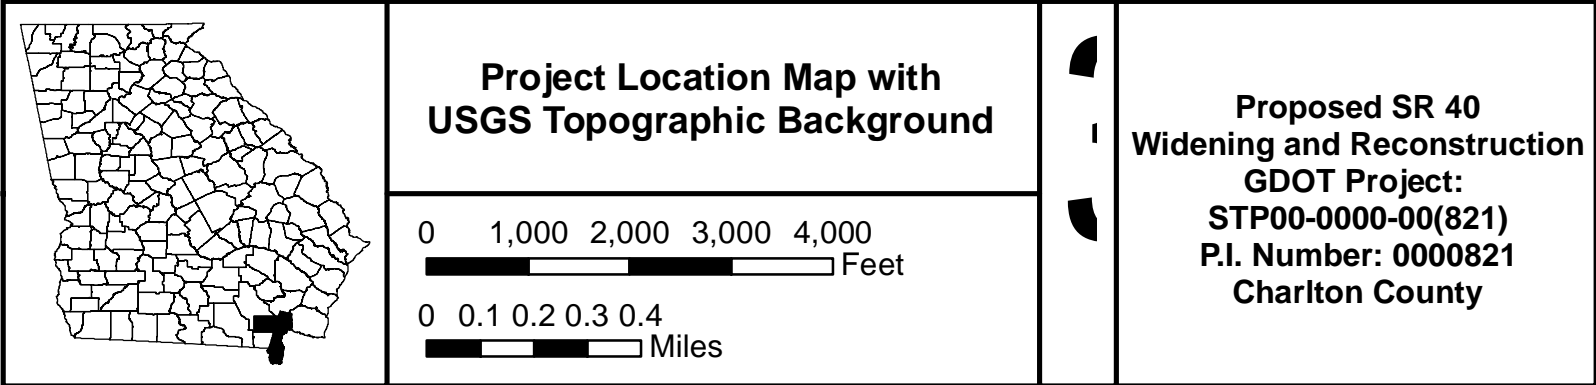 Project Location Map with
USGS Topographic Background
0 1,000 2,000 3,000 4,000
Feet
0 0.1 0.2 0.3 0.4
Miles
Proposed SR 40
Widening and Reconstruction
GDOT Project:
STP00-0000-00(821)
P.I. Number: 0000821
Charlton County